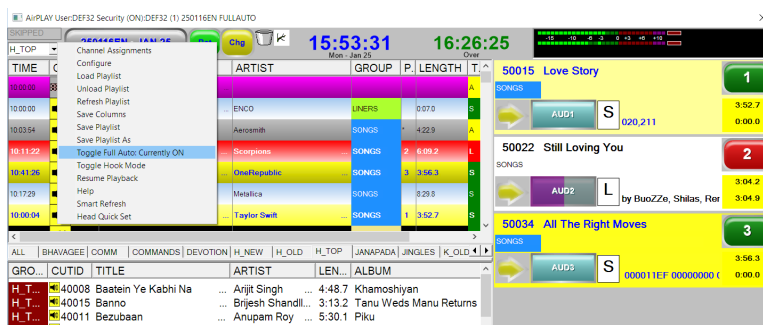 AirPLAY User:DEF32 Security (ON):DEF32 (1) 250116EN FULLAUTO
SKIPPED
Chg
15:53:31
16:26:25
Mon - Jan 25
Over
-15 -10 -6 -3 0 +3 +6 +10
H_TOP
Channel Assignments
Configure
Load Playlist
Unload Playlist
Refresh Playlist
Save Columns
Save Playlist
Save Playlist As
Toggle Full Auto: Currently ON
Toggle Hook Mode
Resume Playback
Help
Smart Refresh
Head Quick Set
TIME ARTIST GROUP P. LENGTH T.
10:00:00 A
10:00:00 ... ENCO LINERS 0:07.0 S
10:03:54 Aerosmith SONGS * 4:22.9 A
10:11:22 Scorpions ... SONGS 2 6:09.2 L
10:41:26 ... OneRepublic ... SONGS 3 3:56.3 S
10:17:29 Metallica SONGS 8:29.8 S
10:00:04 ... Taylor Swift ... SONGS 1 3:52.7 S
ALL BHAVAGEE COMM COMMANDS DEVOTION H_NEW H_OLD H_TOP JANAPADA JINGLES K_OLD
GRO... CUTID TITLE ARTIST LEN... ALBUM
H_T... 40008 Baatein Ye Kabhi Na ... Arijit Singh ... 4:48.7 Khamoshiyan
H_T... 40015 Banno ... Brijesh Shandll... 3:13.2 Tanu Weds Manu Returns
H_T... 40011 Bezubaan ... Anupam Roy ... 5:30.1 Piku
50015 Love Story
1
SONGS
AUD1 S 020,211
3:52.7
0:00.0
50022 Still Loving You
2
SONGS
AUD2 L by BuoZZe, Shilas, Rer
3:04.2
3:04.9
50034 All The Right Moves
3
SONGS
AUD3 S 000011EF 00000000 (
3:56.3
0:00.0